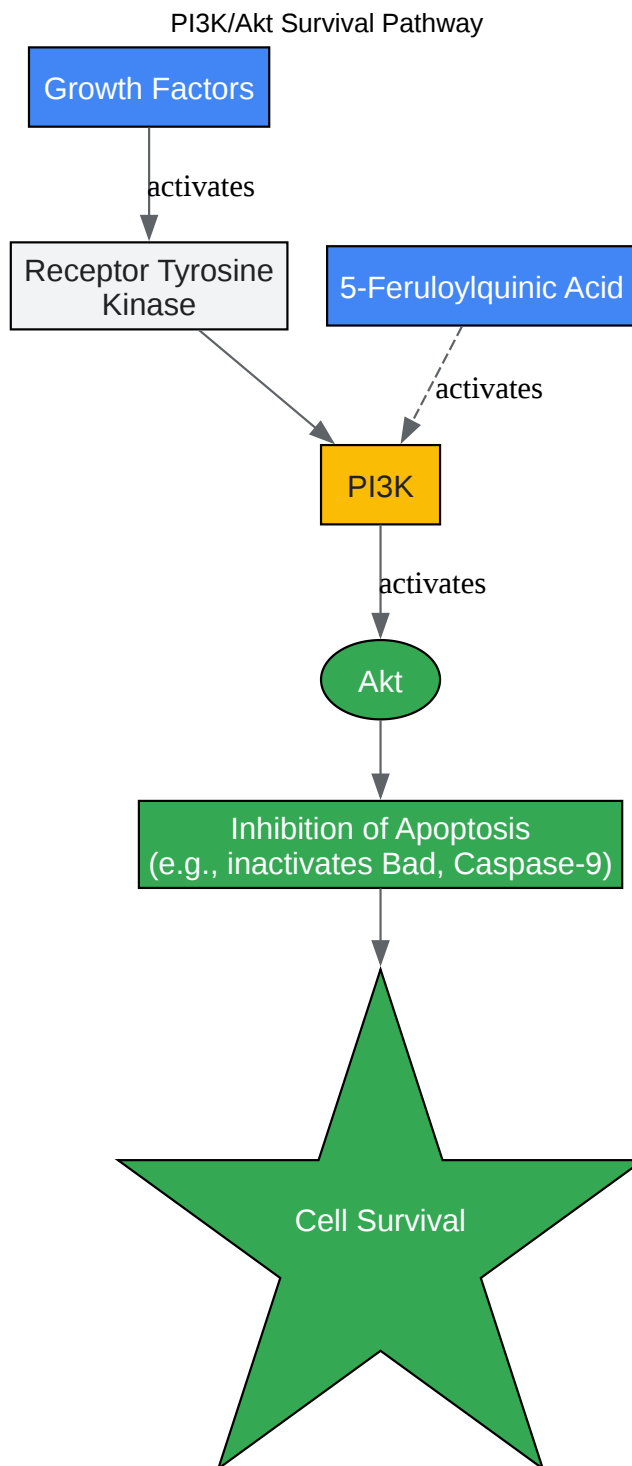 PI3K/Akt Survival Pathway
Growth Factors
activates
Receptor Tyrosine
Kinase
5-Feruloylquinic Acid
activates
PI3K
activates
Akt
Inhibition of Apoptosis
(e.g., inactivates Bad, Caspase-9)
Cell Survival